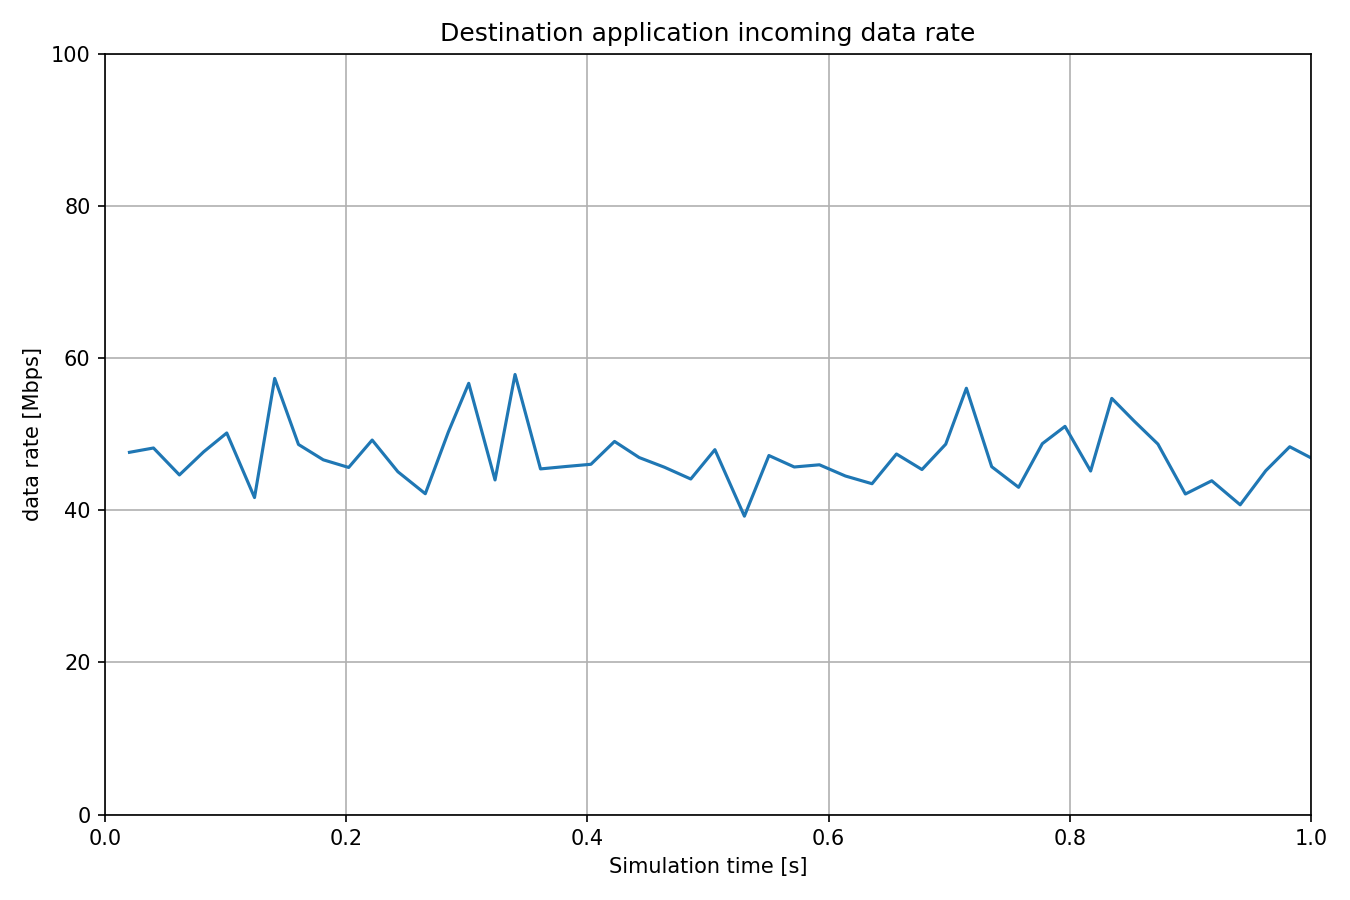 Destination application incoming data rate
100
80
60
40
20
0
data rate [Mbps]
0.0 0.2 0.4 0.6 0.8 1.0
Simulation time [s]